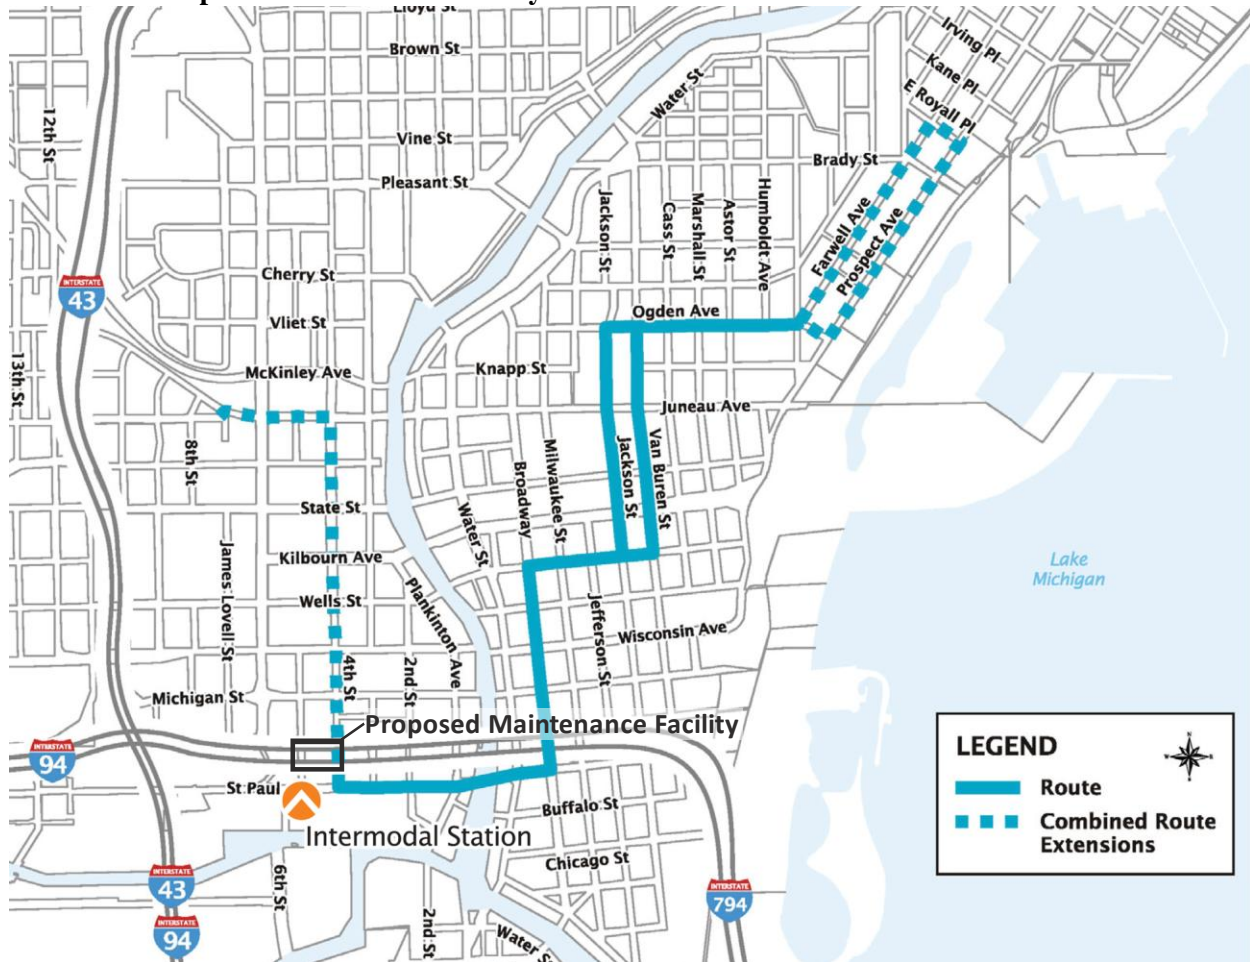 Lloyd St
Brown St
Vine St
Pleasant St
Cherry St
Vliet St
McKinley Ave
12th St
13th St
INTERSTATE
43
8th St
State St
Kilbourn Ave
Wells St
James Lovell St
Michigan St
4th St
2nd St
Plankinton Ave
Water St
Irving Pl
Kane Pl
E Royall Pl
Brady St
Water St
Jackson St
Cass St
Marshall St
Astor St
Humboldt Ave
Farwell Ave
Prospect Ave
Ogden Ave
Knapp St
Juneau Ave
Broadway
Milwaukee St
Jackson St
Van Buren St
Jefferson St
Wisconsin Ave
Lake
Michigan
Proposed Maintenance Facility
INTERSTATE
94
St Paul
Intermodal Station
Buffalo St
Chicago St
INTERSTATE
43
INTERSTATE
94
6th St
2nd St
Water St
INTERSTATE
794
LEGEND
N
Route
Combined Route
Extensions